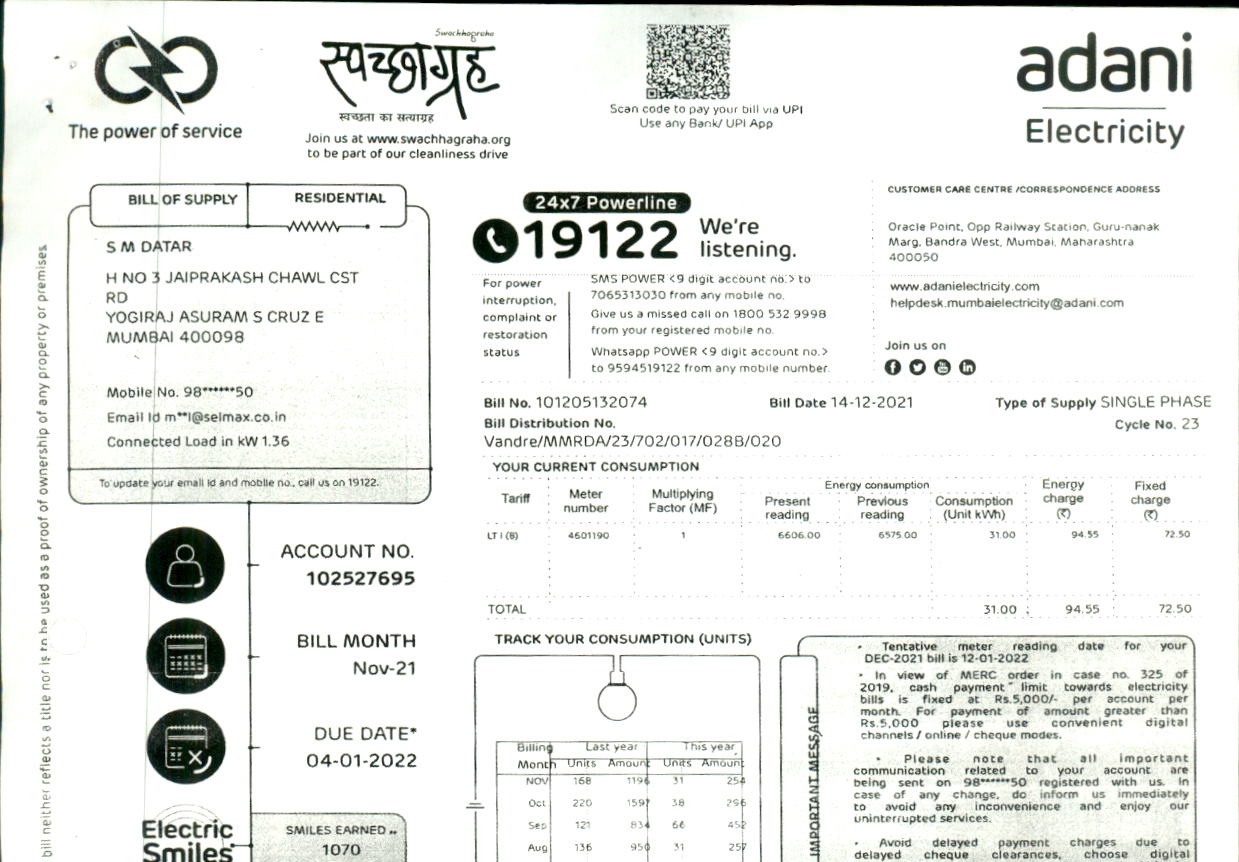 The power of service
Swachhagraha
स्वच्छाग्रह
स्वच्छता का सत्याग्रह
Join us at www.swachhagraha.org
to be part of our cleanliness drive
Scan code to pay your bill via UPI
Use any Bank/ UPI App
adani
Electricity
BILL OF SUPPLY
RESIDENTIAL
S M DATAR
H NO 3 JAIPRAKASH CHAWL CST
RD
YOGIRAJ ASURAM S CRUZ E
MUMBAI 400098
Mobile No. 98******50
Email Id m**l@selmax.co.in
Connected Load in kW 1.36
To update your email id and mobile no., call us on 19122.
24x7 Powerline
19122 We're
listening.
For power
interruption,
complaint or
restoration
status
SMS POWER <9 digit account no.> to
7065313030 from any mobile no.
Give us a missed call on 1800 532 9998
from your registered mobile no.
Whatsapp POWER <9 digit account no.>
to 9594519122 from any mobile number.
CUSTOMER CARE CENTRE /CORRESPONDENCE ADDRESS
Oracle Point, Opp Railway Station, Guru-nanak
Marg, Bandra West, Mumbai, Maharashtra
400050
www.adanielectricity.com
helpdesk.mumbaielectricity@adani.com
Join us on
Bill No. 101205132074 Bill Date 14-12-2021 Type of Supply SINGLE PHASE
Bill Distribution No. Cycle No. 23
Vandre/MMRDA/23/702/017/028B/020
YOUR CURRENT CONSUMPTION
Tariff Meter number Multiplying Factor (MF) Energy consumption Present reading Previous reading Consumption (Unit kWh) Energy charge (₹) Fixed charge (₹)
LT I (B) 4601190 1 6606.00 6575.00 31.00 94.55 72.50
TOTAL 31.00 94.55 72.50
ACCOUNT NO.
102527695
BILL MONTH
Nov-21
DUE DATE*
04-01-2022
Electric
Smiles
SMILES EARNED
1070
TRACK YOUR CONSUMPTION (UNITS)
Billing Last year This year
Month Units Amount Units Amount
NOV 168 1196 31 254
Oct 220 1597 38 296
Sep 121 834 66 452
Aug 136 950 31 257
IMPORTANT MESSAGE
• Tentative meter reading date for your
DEC-2021 bill is 12-01-2022
• In view of MERC order in case no. 325 of
2019, cash payment limit towards electricity
bills is fixed at Rs.5,000/- per account per
month. For payment of amount greater than
Rs.5,000 please use convenient digital
channels / online / cheque modes.
• Please note that all important
communication related to your account are
being sent on 98******50 registered with us. In
case of any change, do inform us immediately
to avoid any inconvenience and enjoy our
uninterrupted services.
• Avoid delayed payment charges due to
delayed cheque clearances, choose digital
bill neither reflects a title nor is to be used as a proof of ownership of any property or premises